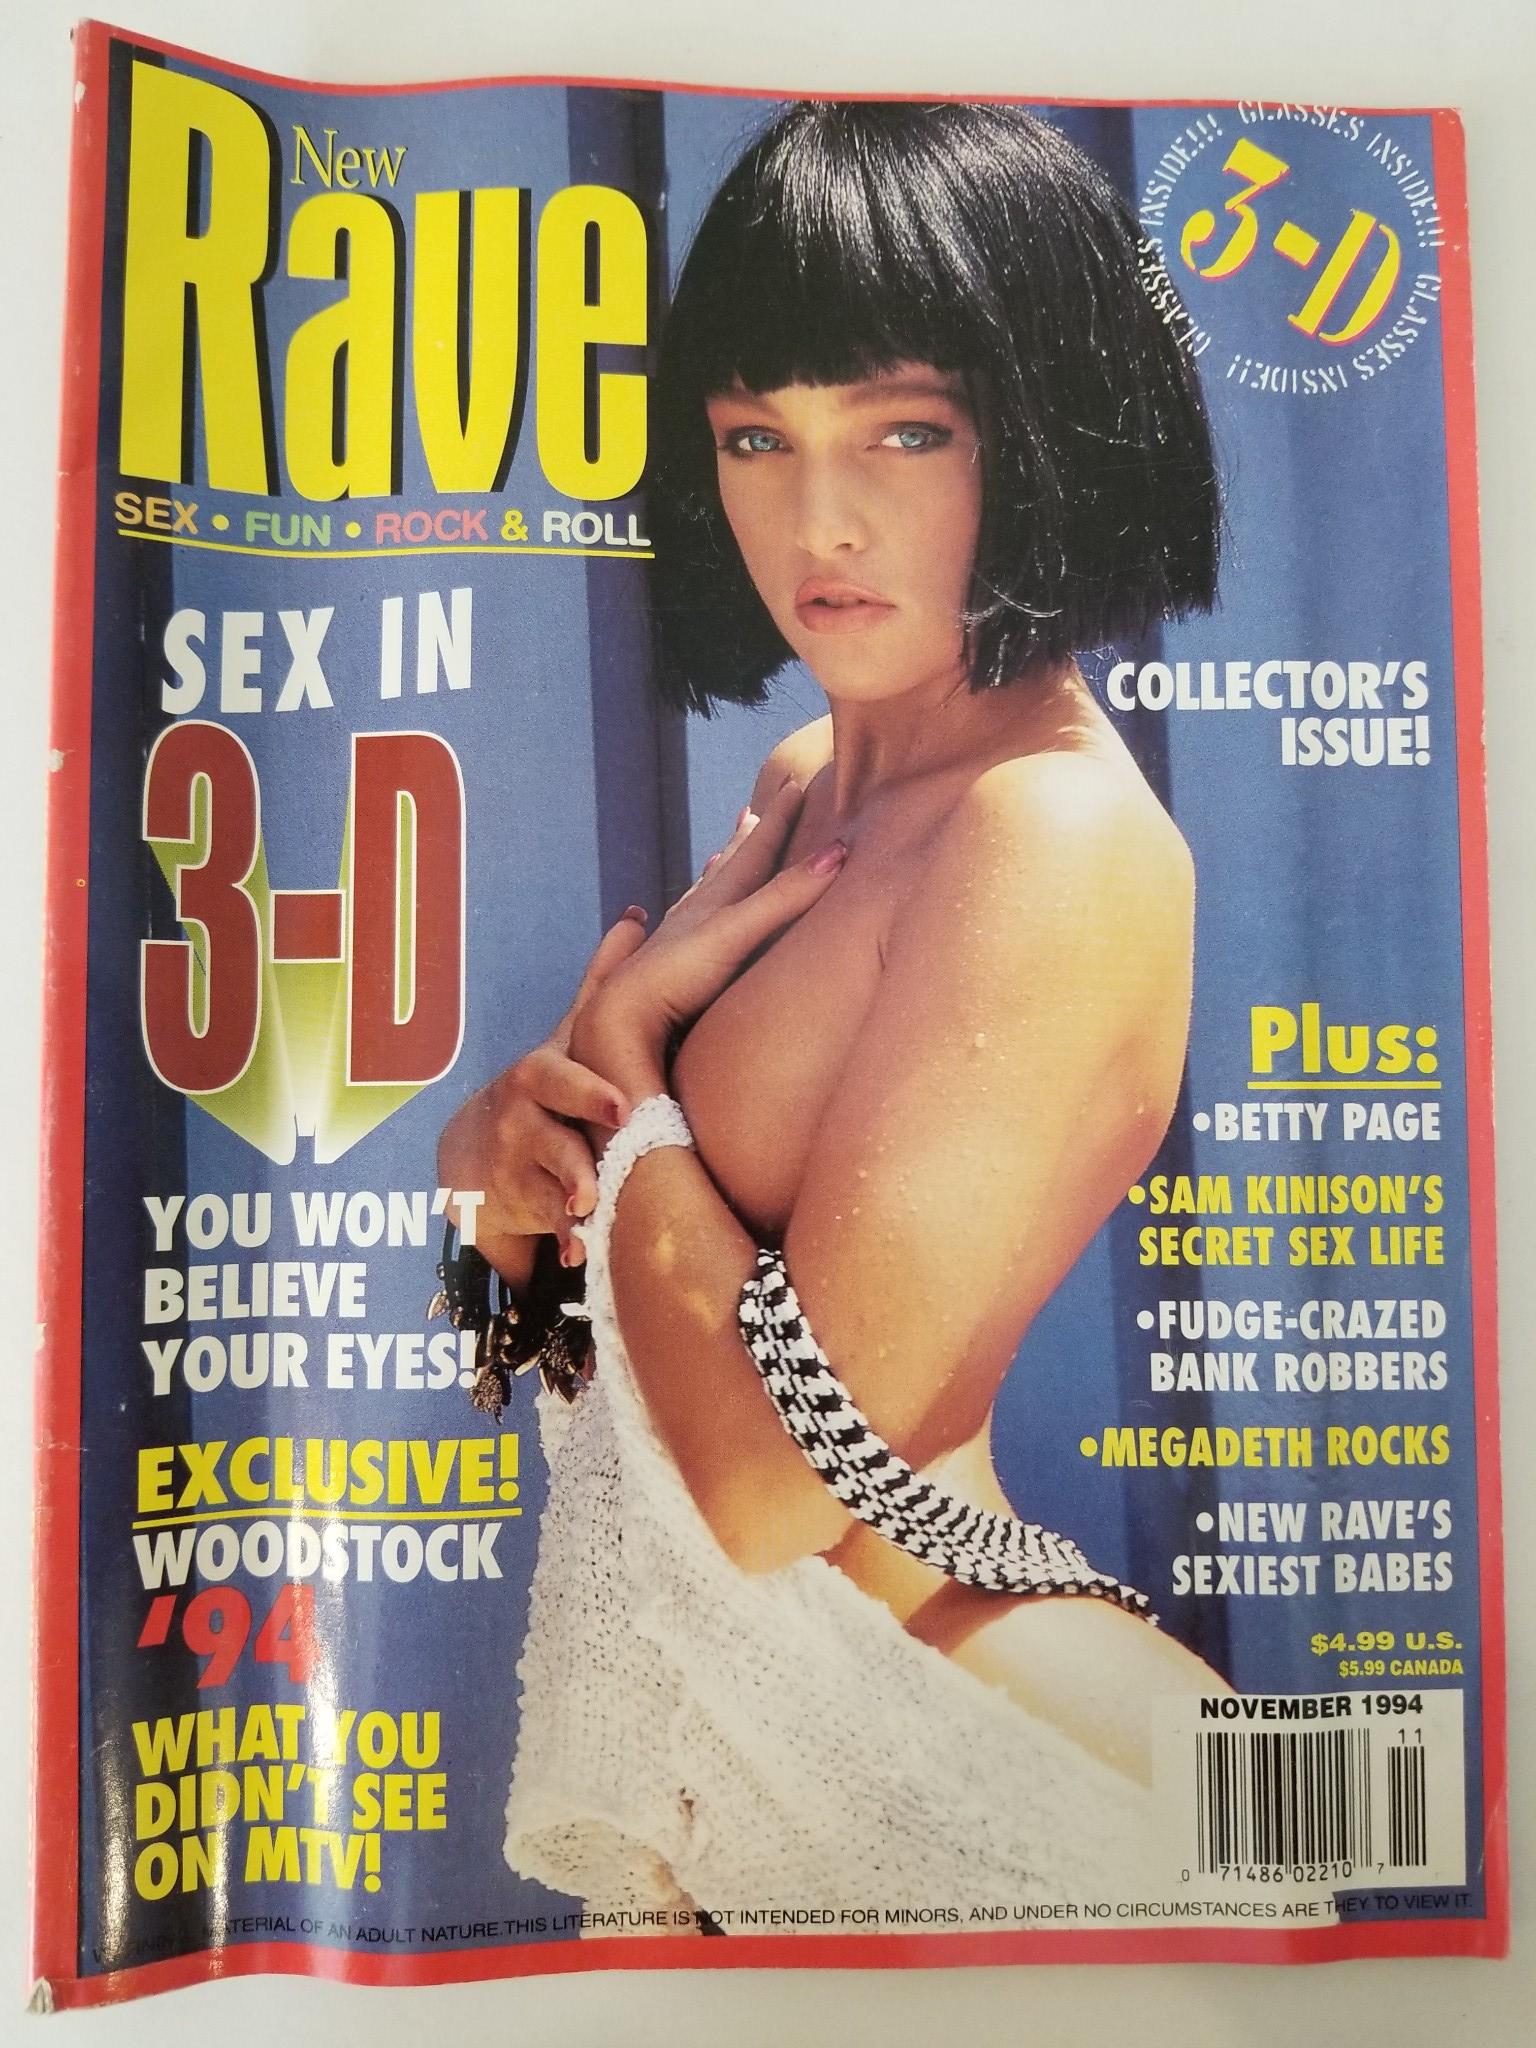 New
Rave
SEX • FUN • ROCK & ROLL
GLASSES INSIDE!!! GLASSES INSIDE!!! GLASSES INSIDE!!!
3-D
SEX IN
3-D
YOU WON'T
BELIEVE
YOUR EYES!
EXCLUSIVE!
WOODSTOCK
'94
WHAT YOU
DIDN'T SEE
ON MTV!
COLLECTOR'S
ISSUE!
Plus:
•BETTY PAGE
•SAM KINISON'S
SECRET SEX LIFE
•FUDGE-CRAZED
BANK ROBBERS
•MEGADETH ROCKS
•NEW RAVE'S
SEXIEST BABES
$4.99 U.S.
$5.99 CANADA
NOVEMBER 1994
11
0 71486 02210 7
WARNING: MATERIAL OF AN ADULT NATURE. THIS LITERATURE IS NOT INTENDED FOR MINORS, AND UNDER NO CIRCUMSTANCES ARE THEY TO VIEW IT.